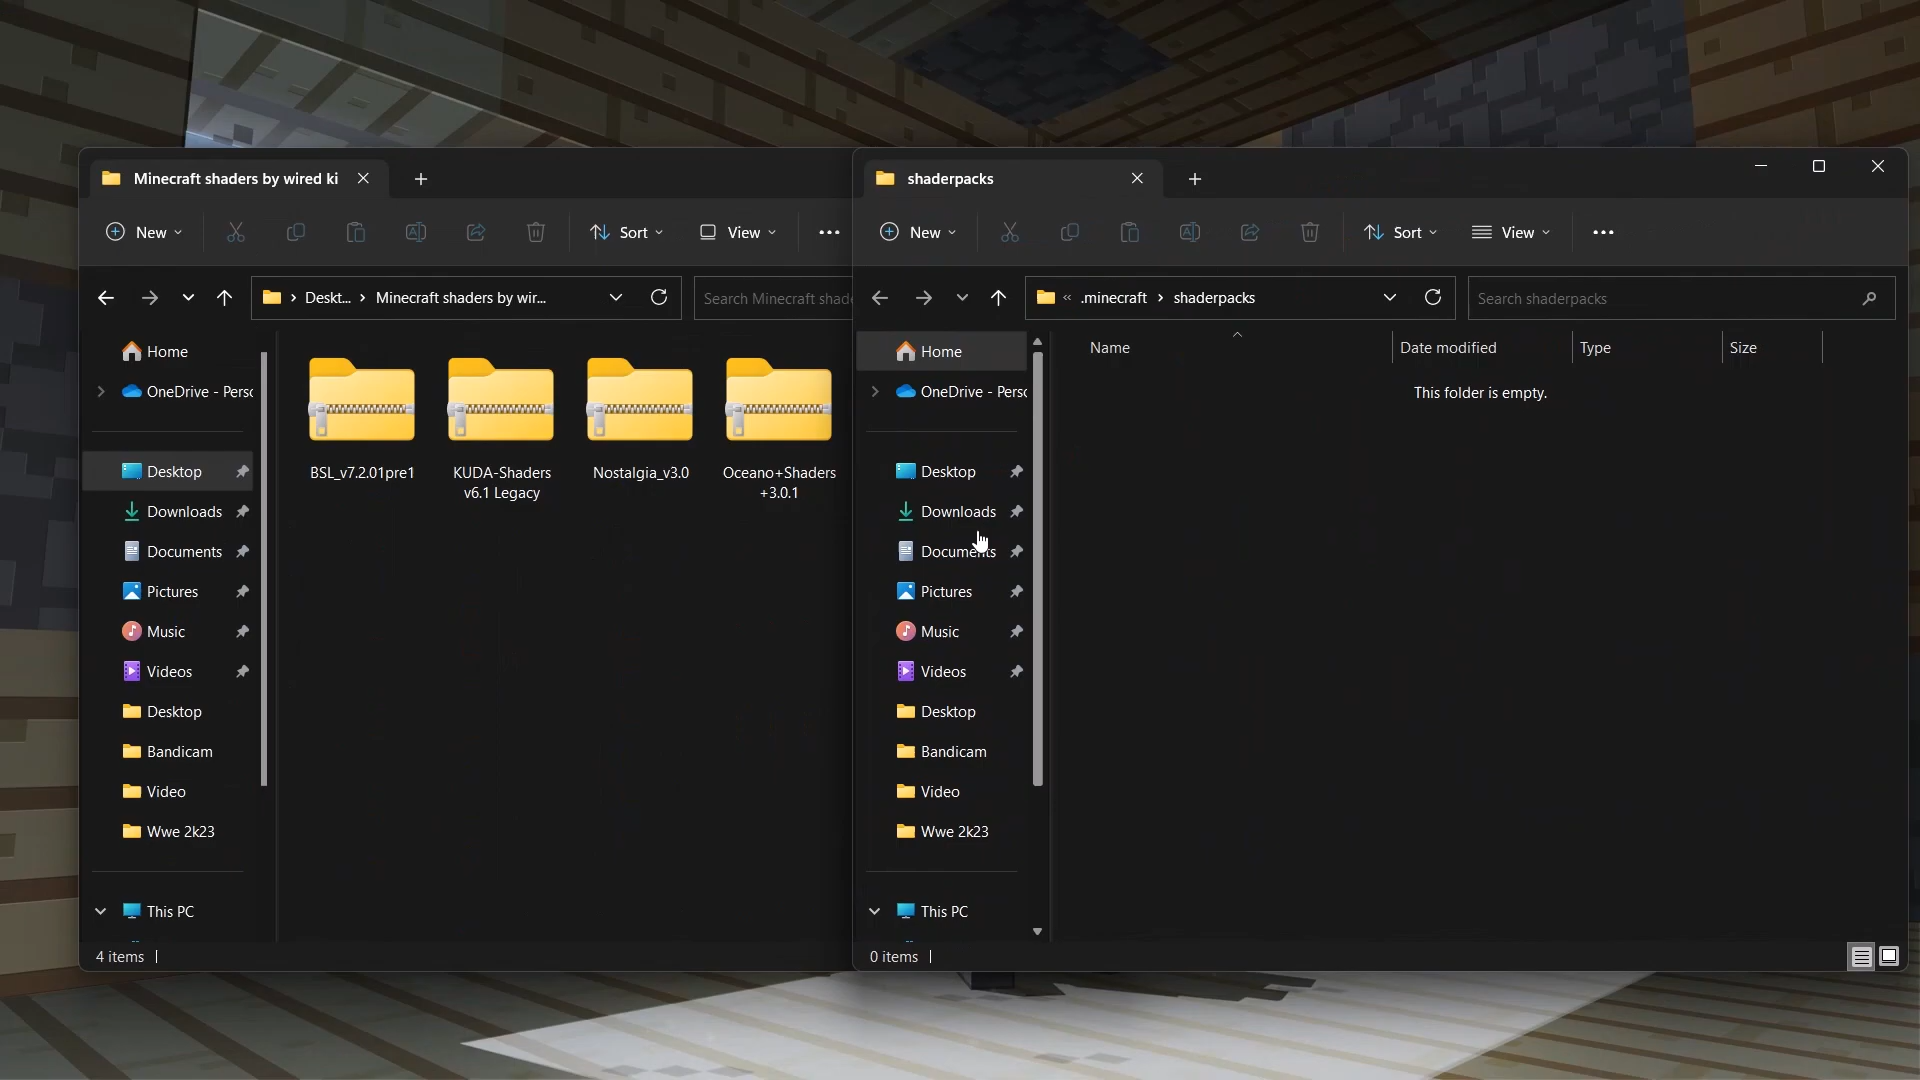 Minecraft shaders by wired ki
New
Sort
View
Deskt...
Minecraft shaders by wir...
Search Minecraft shade
Home
OneDrive - Perso
Desktop
Downloads
Documents
Pictures
Music
Videos
Desktop
Bandicam
Video
Wwe 2k23
This PC
BSL_v7.2.01pre1
KUDA-Shaders
v6.1 Legacy
Nostalgia_v3.0
Oceano+Shaders
+3.0.1
4 items
shaderpacks
New
Sort
View
« .minecraft
shaderpacks
Search shaderpacks
Home
OneDrive - Perso
Desktop
Downloads
Documents
Pictures
Music
Videos
Desktop
Bandicam
Video
Wwe 2k23
This PC
Name
Date modified
Type
Size
This folder is empty.
0 items